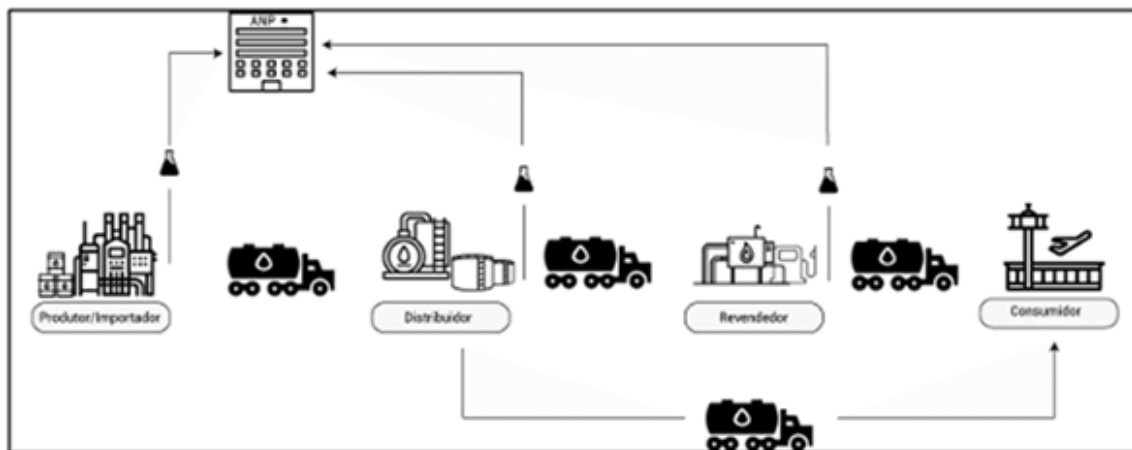 ANP
Produtor/Importador
Distribuidor
Revendedor
Consumidor